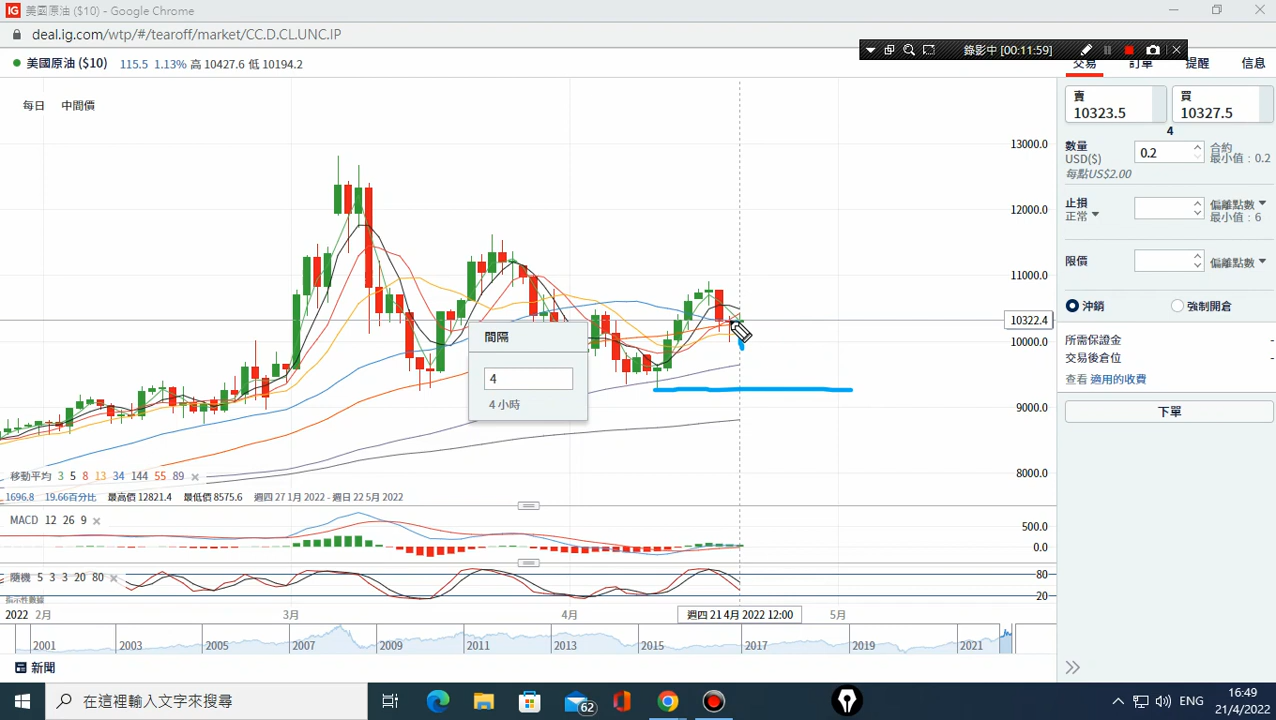 IG 美國原油 ($10) - Google Chrome
deal.ig.com/wtp/#/tearoff/market/CC.D.CL.UNC.IP
錄影中 [00:11:59]
美國原油 ($10) 115.5 1.13% 高 10427.6 低 10194.2
交易 訂單 提醒 信息
每日 中間價
賣 10323.5
買 10327.5
4
數量 USD($) 0.2 合約 最小值 : 0.2
每點US$2.00
止損 正常 偏離點數 最小值 : 6
限價 偏離點數
沖銷 強制開倉
所需保證金 -
交易後倉位 -
查看 適用的收費
下單
13000.0
12000.0
11000.0
10322.4
10000.0
9000.0
8000.0
間隔
4
4 小時
移動平均 3 5 8 13 34 144 55 89
1696.8 19.66百分比 最高價 12821.4 最低價 8575.6 週四 27 1月 2022 - 週日 22 5月 2022
MACD 12 26 9
500.0
0.0
隨機 5 3 3 20 80
80
20
指示性數據
2022 2月 3月 4月 週四 21 4月 2022 12:00 5月
2001 2003 2005 2007 2009 2011 2013 2015 2017 2019 2021
新聞
在這裡輸入文字來搜尋
62
ENG
16:49
21/4/2022